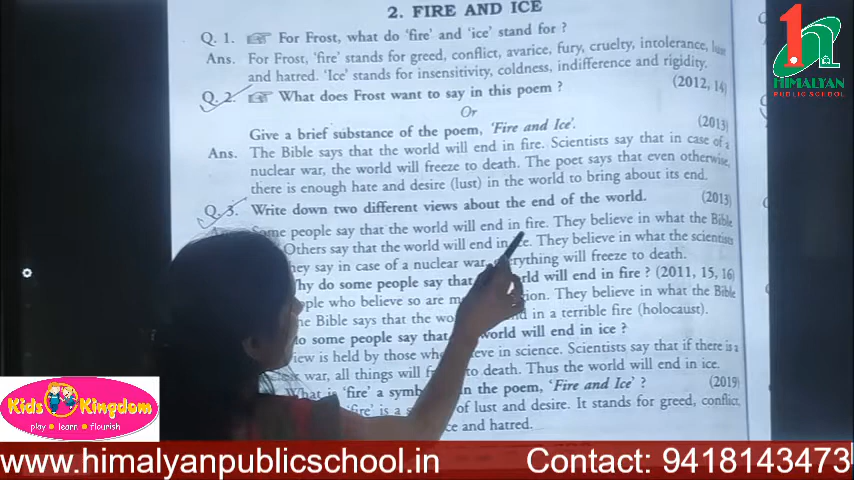 2. FIRE AND ICE
Q. 1. For Frost, what do 'fire' and 'ice' stand for ?
Ans. For Frost, 'fire' stands for greed, conflict, avarice, fury, cruelty, intolerance, lust
and hatred. 'Ice' stands for insensitivity, coldness, indifference and rigidity.
Q. 2. What does Frost want to say in this poem ? (2012, 14)
Or
Give a brief substance of the poem, 'Fire and Ice'. (2013)
Ans. The Bible says that the world will end in fire. Scientists say that in case of a
nuclear war, the world will freeze to death. The poet says that even otherwise,
there is enough hate and desire (lust) in the world to bring about its end.
Q. 3. Write down two different views about the end of the world. (2013)
Some people say that the world will end in fire. They believe in what the Bible
Others say that the world will end in ice. They believe in what the scientists
say in case of a nuclear war, everything will freeze to death.
do some people say that world will end in fire ? (2011, 15, 16)
who believe so are They believe in what the Bible
Bible says that the in a terrible fire (holocaust).
some people say that world will end in ice ?
is held by those in science. Scientists say that if there is a
war, all things will to death. Thus the world will end in ice.
What is 'fire' a in the poem, 'Fire and Ice' ? (2019)
'fire' is a of lust and desire. It stands for greed, conflict,
and hatred.
1
HIMALYAN
PUBLIC SCHOOL
Kids Kingdom
play learn flourish
www.himalyanpublicschool.in Contact: 9418143473